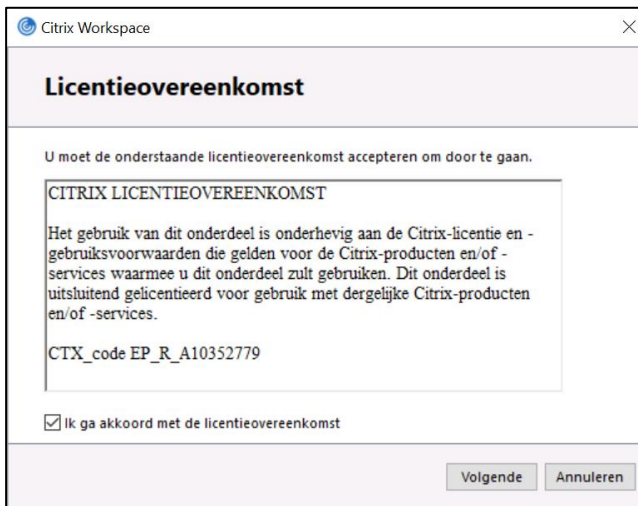 Citrix Workspace
Licentieovereenkomst
U moet de onderstaande licentieovereenkomst accepteren om door te gaan.
CITRIX LICENTIEOVEREENKOMST
Het gebruik van dit onderdeel is onderhevig aan de Citrix-licentie en -
gebruiksvoorwaarden die gelden voor de Citrix-producten en/of -
services waarmee u dit onderdeel zult gebruiken. Dit onderdeel is
uitsluitend gelicentieerd voor gebruik met dergelijke Citrix-producten
en/of -services.
CTX_code EP_R_A10352779
Ik ga akkoord met de licentieovereenkomst
Volgende Annuleren